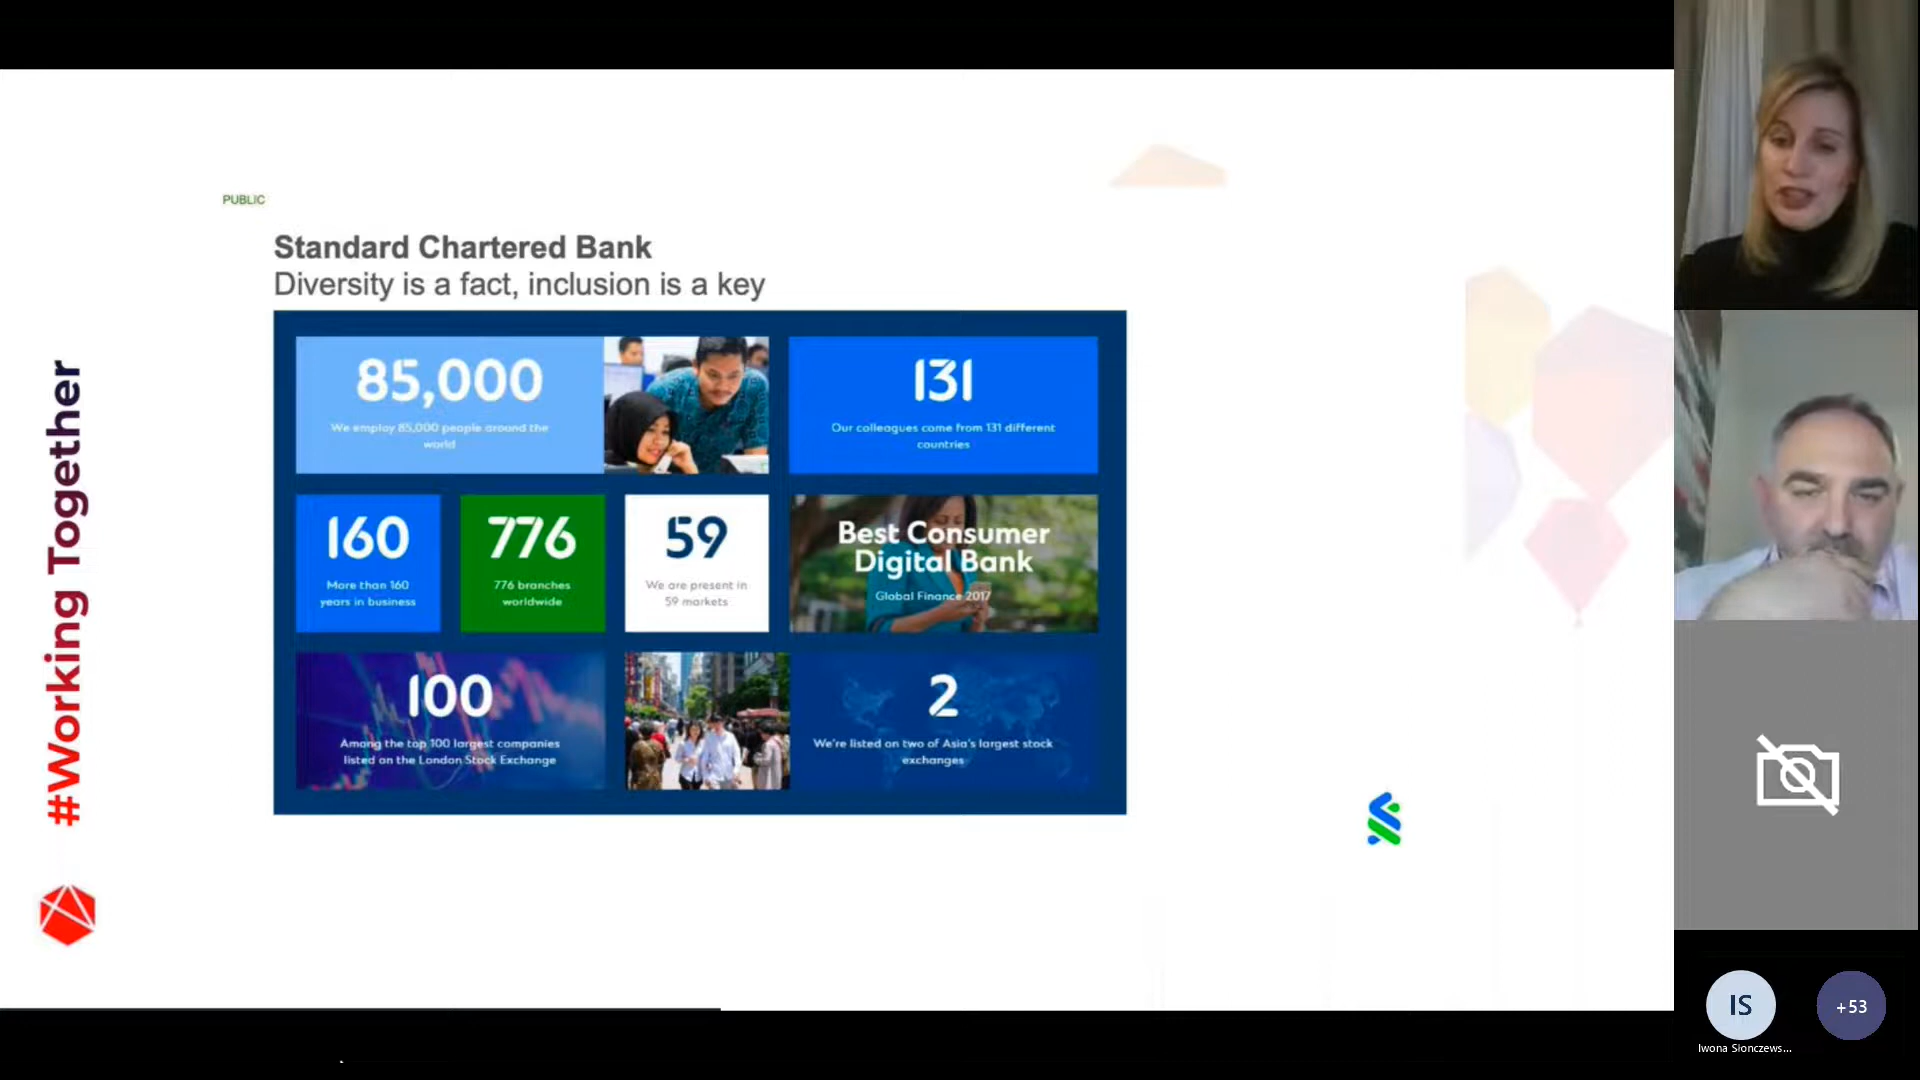 #Working Together
PUBLIC
Standard Chartered Bank
Diversity is a fact, inclusion is a key
85,000
We employ 85,000 people around the
world
131
Our colleagues come from 131 different
countries
160
More than 160
years in business
776
776 branches
worldwide
59
We are present in
59 markets
Best Consumer
Digital Bank
Global Finance 2017
100
Among the top 100 largest companies
listed on the London Stock Exchange
2
We're listed on two of Asia's largest stock
exchanges
IS
Iwona Sionczews...
+53